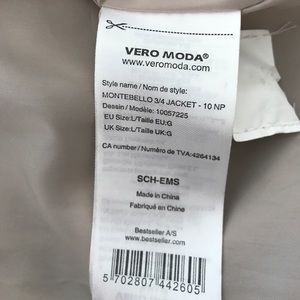 VERO MODA®
www.veromoda.com
Style name / Nom de style:
MONTEBELLO 3/4 JACKET - 10 NP
Dessin / Modèle: 10057225
EU Size:L/Taille EU:G
UK Size:L/Taille UK:G
CA number / Numéro de TVA:4264134
SCH-EMS
Made in China
Fabriqué en Chine
Bestseller A/S
www.bestseller.com
5 702807 442605